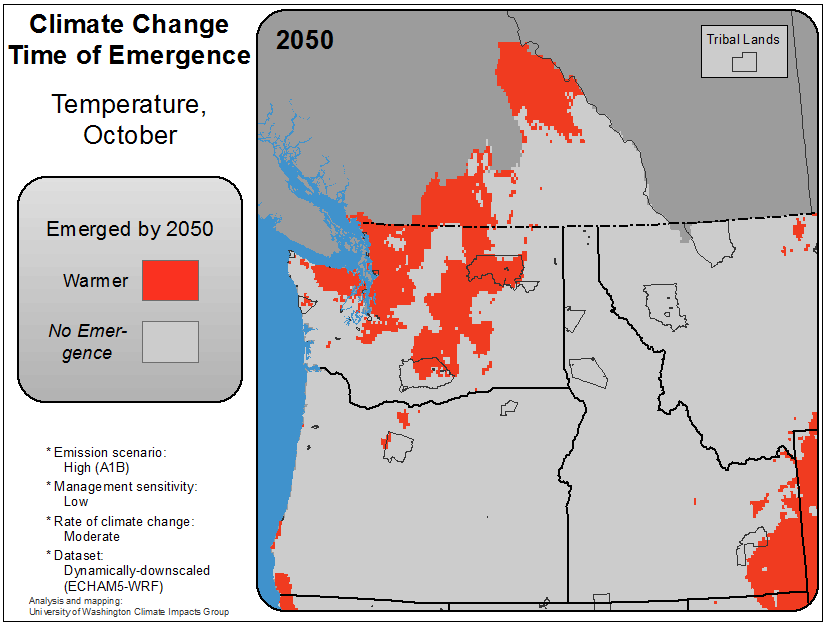 Climate Change
Time of Emergence
Temperature,
October
Emerged by 2050
Warmer
No Emer-
gence
* Emission scenario:
High (A1B)
* Management sensitivity:
Low
* Rate of climate change:
Moderate
* Dataset:
Dynamically-downscaled
(ECHAM5-WRF)
Analysis and mapping:
University of Washington Climate Impacts Group
2050
Tribal Lands